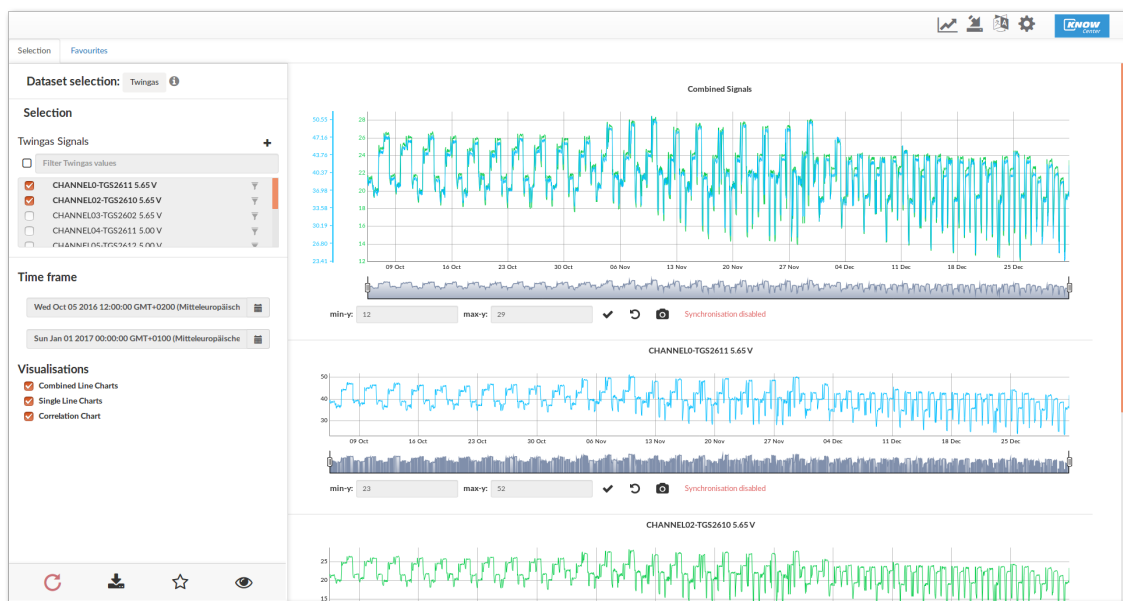 KNOW
Center
Selection Favourites
Dataset selection: Twingas
Selection
Twingas Signals
Filter Twingas values
CHANNEL0-TGS2611 5.65 V
CHANNEL02-TGS2610 5.65 V
CHANNEL03-TGS2602 5.65 V
CHANNEL04-TGS2611 5.00 V
CHANNEL05-TGS2612 5.00 V
Time frame
Wed Oct 05 2016 12:00:00 GMT+0200 (Mitteleuropäisch
Sun Jan 01 2017 00:00:00 GMT+0100 (Mitteleuropäische
Visualisations
Combined Line Charts
Single Line Charts
Correlation Chart
Combined Signals
50.55 28
47.16 26
43.76 24
40.37 22
36.98 20
33.58 18
30.19 16
26.80 14
23.41 12
09 Oct 16 Oct 23 Oct 30 Oct 06 Nov 13 Nov 20 Nov 27 Nov 04 Dec 11 Dec 18 Dec 25 Dec
min-y: 12 max-y: 29 Synchronisation disabled
CHANNEL0-TGS2611 5.65 V
50
40
30
09 Oct 16 Oct 23 Oct 30 Oct 06 Nov 13 Nov 20 Nov 27 Nov 04 Dec 11 Dec 18 Dec 25 Dec
min-y: 23 max-y: 52 Synchronisation disabled
CHANNEL02-TGS2610 5.65 V
25
20
15